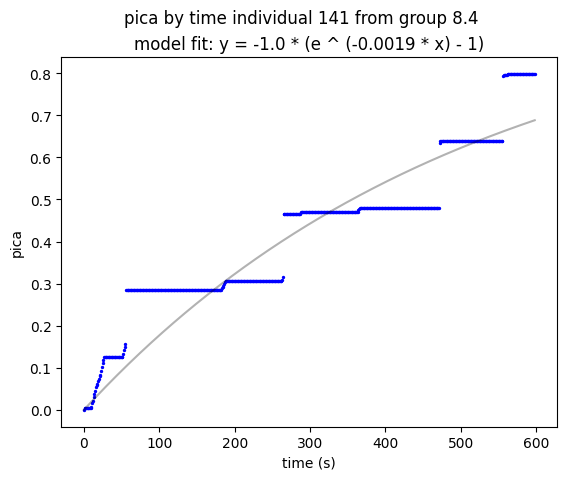 pica by time individual 141 from group 8.4
model fit: y = -1.0 * (e ^ (-0.0019 * x) - 1)
0.8
0.7
0.6
0.5
0.4
0.3
0.2
0.1
0.0
pica
0 100 200 300 400 500 600
time (s)